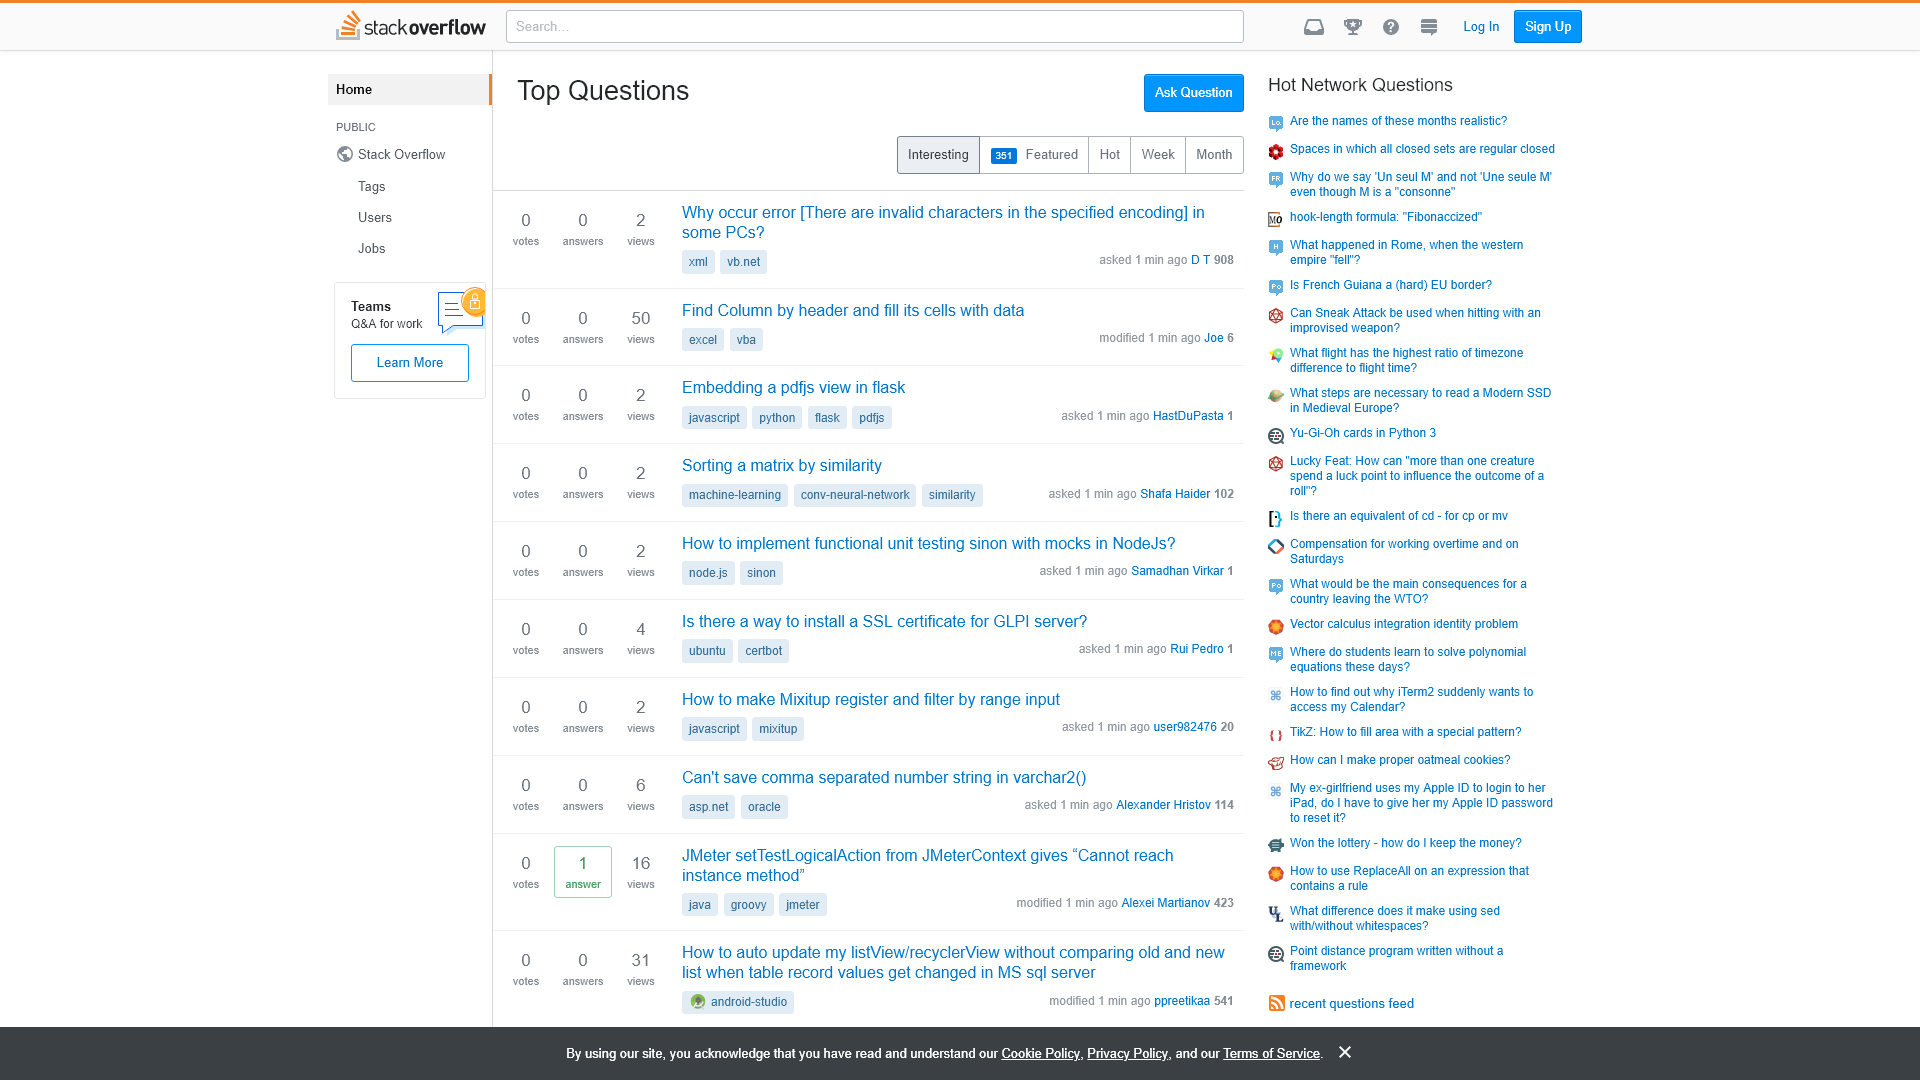 stack overflow
Search...
Log In
Sign Up
Home
PUBLIC
Stack Overflow
Tags
Users
Jobs
Teams
Q&A for work
Learn More
Top Questions
Ask Question
Interesting
351 Featured
Hot
Week
Month
0 votes
0 answers
2 views
Why occur error [There are invalid characters in the specified encoding] in
some PCs?
xml vb.net
asked 1 min ago D T 908
0 votes
0 answers
50 views
Find Column by header and fill its cells with data
excel vba
modified 1 min ago Joe 6
0 votes
0 answers
2 views
Embedding a pdfjs view in flask
javascript python flask pdfjs
asked 1 min ago HastDuPasta 1
0 votes
0 answers
2 views
Sorting a matrix by similarity
machine-learning conv-neural-network similarity
asked 1 min ago Shafa Haider 102
0 votes
0 answers
2 views
How to implement functional unit testing sinon with mocks in NodeJs?
node.js sinon
asked 1 min ago Samadhan Virkar 1
0 votes
0 answers
4 views
Is there a way to install a SSL certificate for GLPI server?
ubuntu certbot
asked 1 min ago Rui Pedro 1
0 votes
0 answers
2 views
How to make Mixitup register and filter by range input
javascript mixitup
asked 1 min ago user982476 20
0 votes
0 answers
6 views
Can't save comma separated number string in varchar2()
asp.net oracle
asked 1 min ago Alexander Hristov 114
0 votes
1 answer
16 views
JMeter setTestLogicalAction from JMeterContext gives “Cannot reach
instance method”
java groovy jmeter
modified 1 min ago Alexei Martianov 423
0 votes
0 answers
31 views
How to auto update my listView/recyclerView without comparing old and new
list when table record values get changed in MS sql server
android-studio
modified 1 min ago ppreetikaa 541
Hot Network Questions
Are the names of these months realistic?
Spaces in which all closed sets are regular closed
Why do we say 'Un seul M' and not 'Une seule M'
even though M is a "consonne"
hook-length formula: "Fibonaccized"
What happened in Rome, when the western
empire "fell"?
Is French Guiana a (hard) EU border?
Can Sneak Attack be used when hitting with an
improvised weapon?
What flight has the highest ratio of timezone
difference to flight time?
What steps are necessary to read a Modern SSD
in Medieval Europe?
Yu-Gi-Oh cards in Python 3
Lucky Feat: How can "more than one creature
spend a luck point to influence the outcome of a
roll"?
Is there an equivalent of cd - for cp or mv
Compensation for working overtime and on
Saturdays
What would be the main consequences for a
country leaving the WTO?
Vector calculus integration identity problem
Where do students learn to solve polynomial
equations these days?
How to find out why iTerm2 suddenly wants to
access my Calendar?
TikZ: How to fill area with a special pattern?
How can I make proper oatmeal cookies?
My ex-girlfriend uses my Apple ID to login to her
iPad, do I have to give her my Apple ID password
to reset it?
Won the lottery - how do I keep the money?
How to use ReplaceAll on an expression that
contains a rule
What difference does it make using sed
with/without whitespaces?
Point distance program written without a
framework
recent questions feed
By using our site, you acknowledge that you have read and understand our Cookie Policy, Privacy Policy, and our Terms of Service.